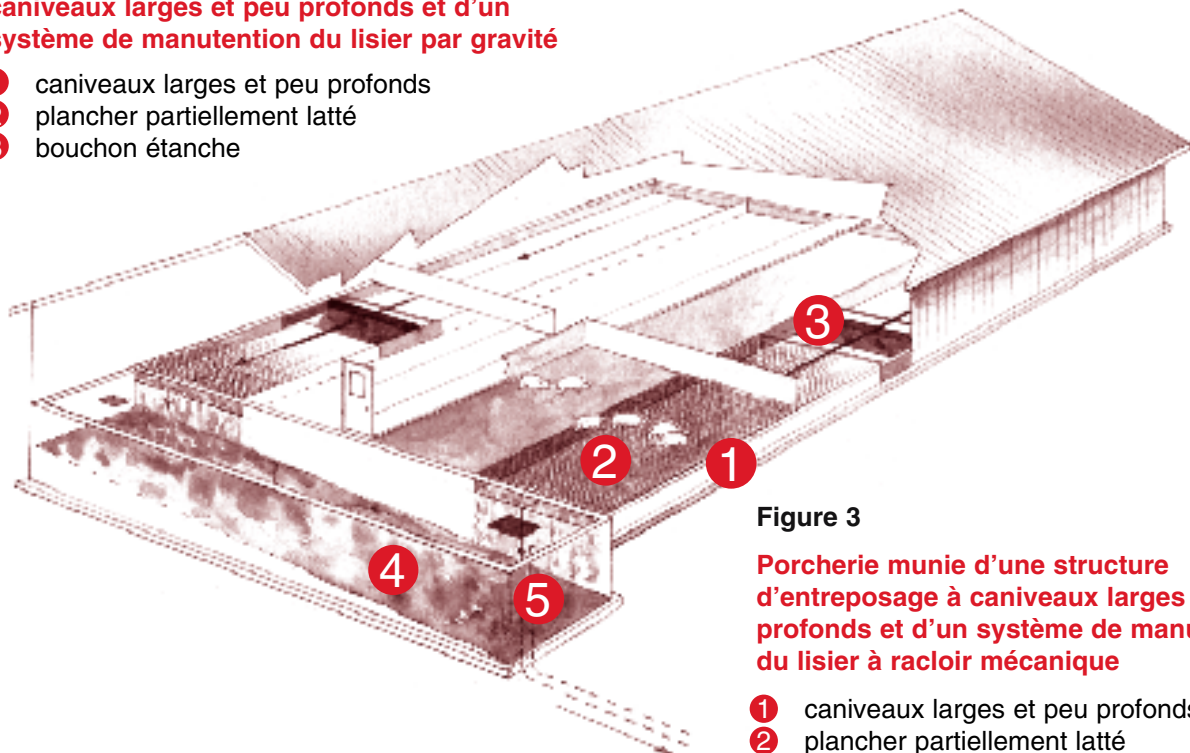 caniveaux larges et peu profonds et d'un
système de manutention du lisier par gravité
caniveaux larges et peu profonds
2 plancher partiellement latté
3 bouchon étanche
3
2
1
4
5
Figure 3
Porcherie munie d'une structure
d'entreposage à caniveaux larges
profonds et d'un système de manu
du lisier à racloir mécanique
1 caniveaux larges et peu profonds
2 plancher partiellement latté